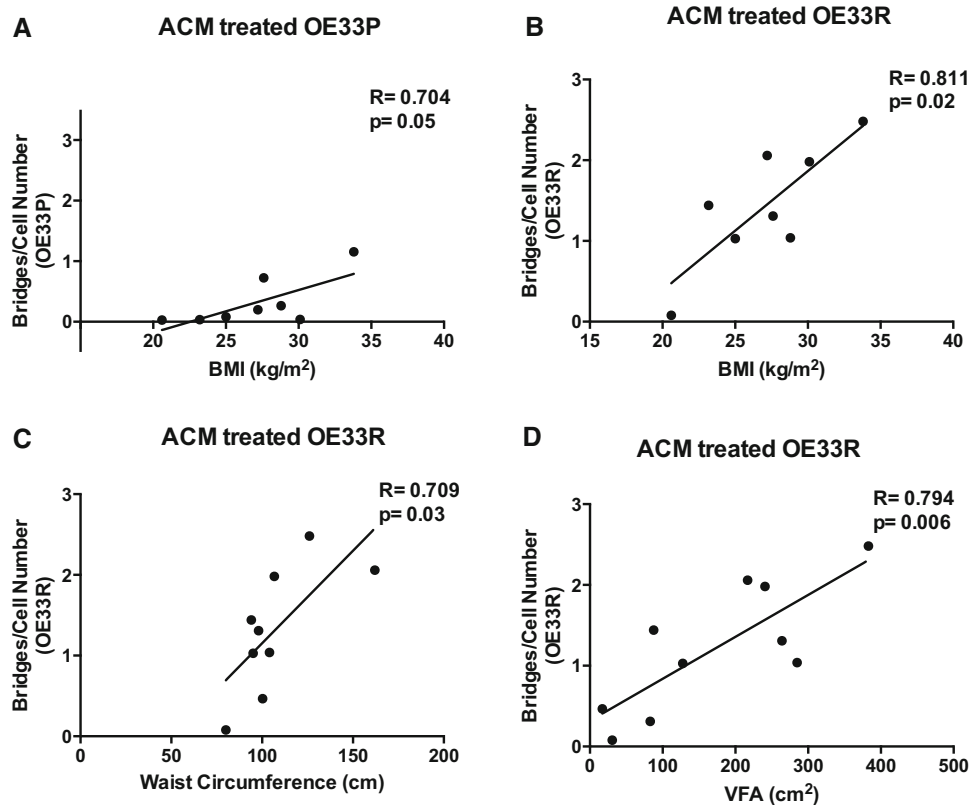 A
ACM treated OE33P
R= 0.704
p= 0.05
Bridges/Cell Number
(OE33P)
3
2
1
0
20
25
30
35
40
BMI (kg/m²)
B
ACM treated OE33R
R= 0.811
p= 0.02
Bridges/Cell Number
(OE33R)
3
2
1
0
15
20
25
30
35
40
BMI (kg/m²)
C
ACM treated OE33R
R= 0.709
p= 0.03
Bridges/Cell Number
(OE33R)
3
2
1
0
0
50
100
150
200
Waist Circumference (cm)
D
ACM treated OE33R
R= 0.794
p= 0.006
Bridges/Cell Number
(OE33R)
3
2
1
0
0
100
200
300
400
500
VFA (cm²)